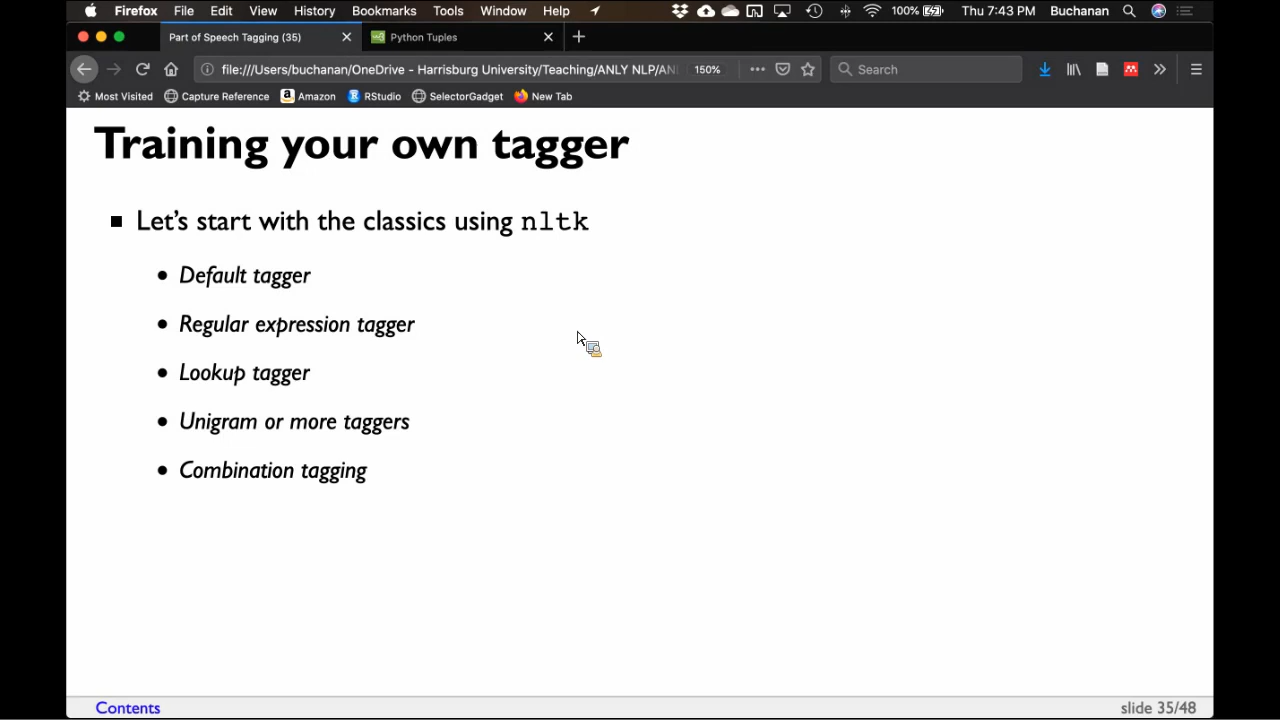 Firefox File Edit View History Bookmarks Tools Window Help 100% Thu 7:43 PM Buchanan
Part of Speech Tagging (35) Python Tuples
file:///Users/buchanan/OneDrive - Harrisburg University/Teaching/ANLY NLP/AN 150% Search
Most Visited Capture Reference Amazon RStudio SelectorGadget New Tab
Training your own tagger
Let's start with the classics using nltk
Default tagger
Regular expression tagger
Lookup tagger
Unigram or more taggers
Combination tagging
Contents slide 35/48